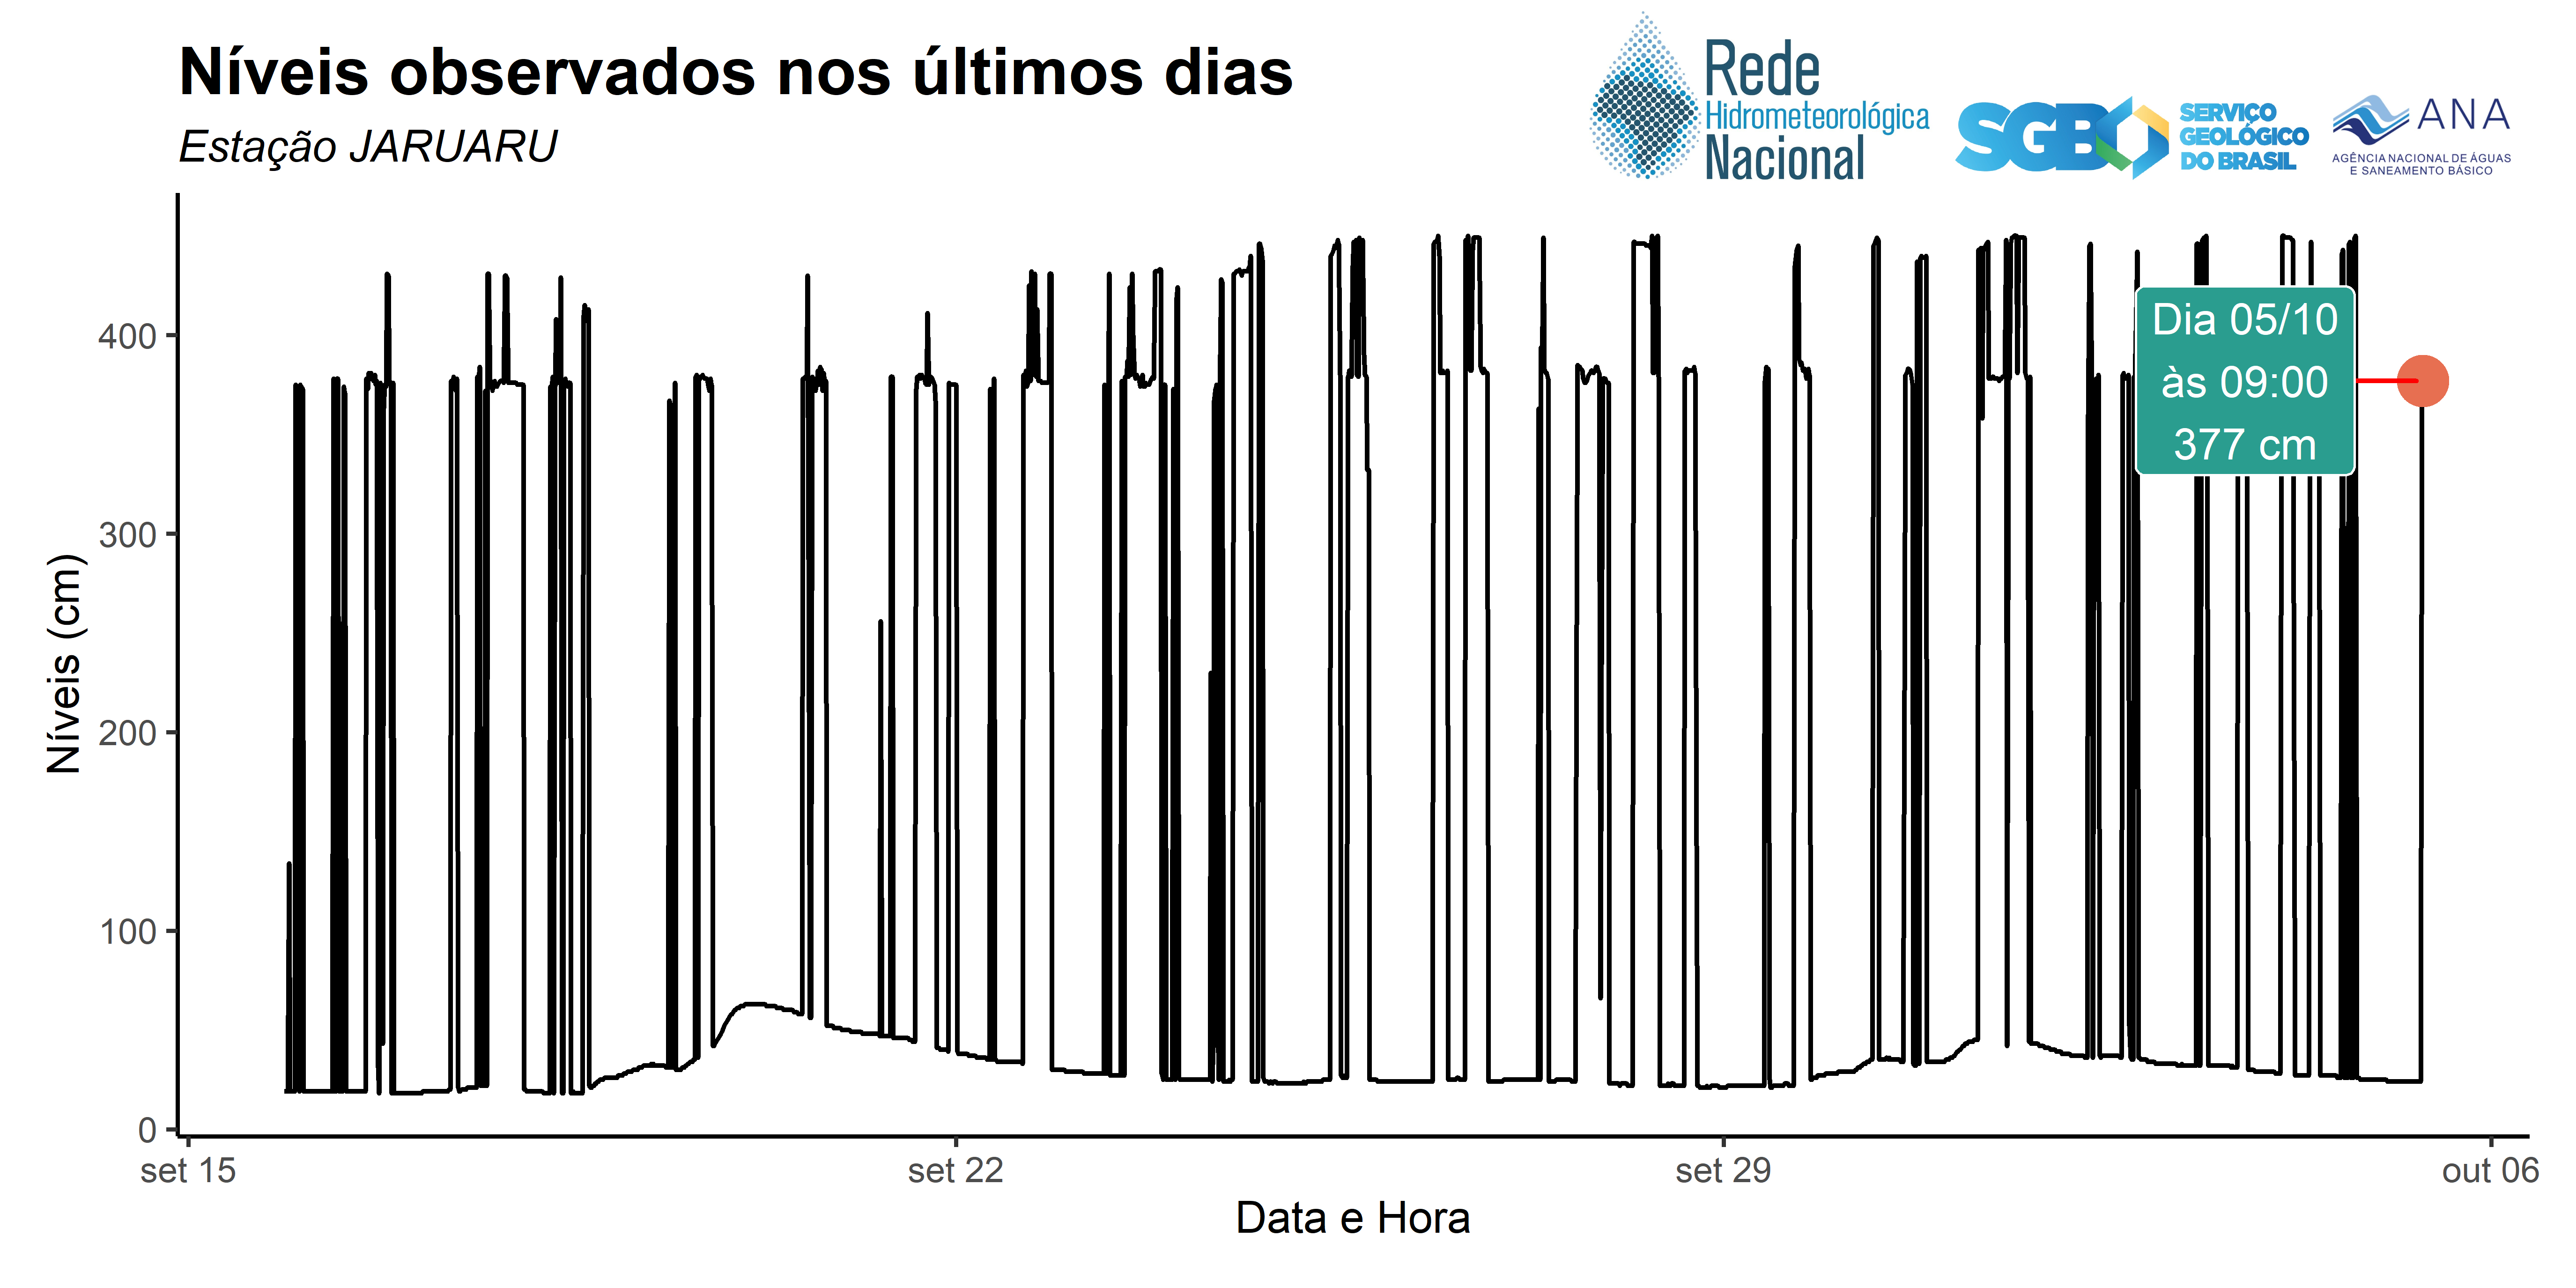 Níveis observados nos últimos dias
Estação JARUARU
Rede
Hidrometeorológica
Nacional
SGB
SERVIÇO
GEOLÓGICO
DO BRASIL
ANA
AGÊNCIA NACIONAL DE ÁGUAS
E SANEAMENTO BÁSICO
Níveis (cm)
400
300
200
100
0
Dia 05/10
às 09:00
377 cm
set 15
set 22
set 29
out 06
Data e Hora